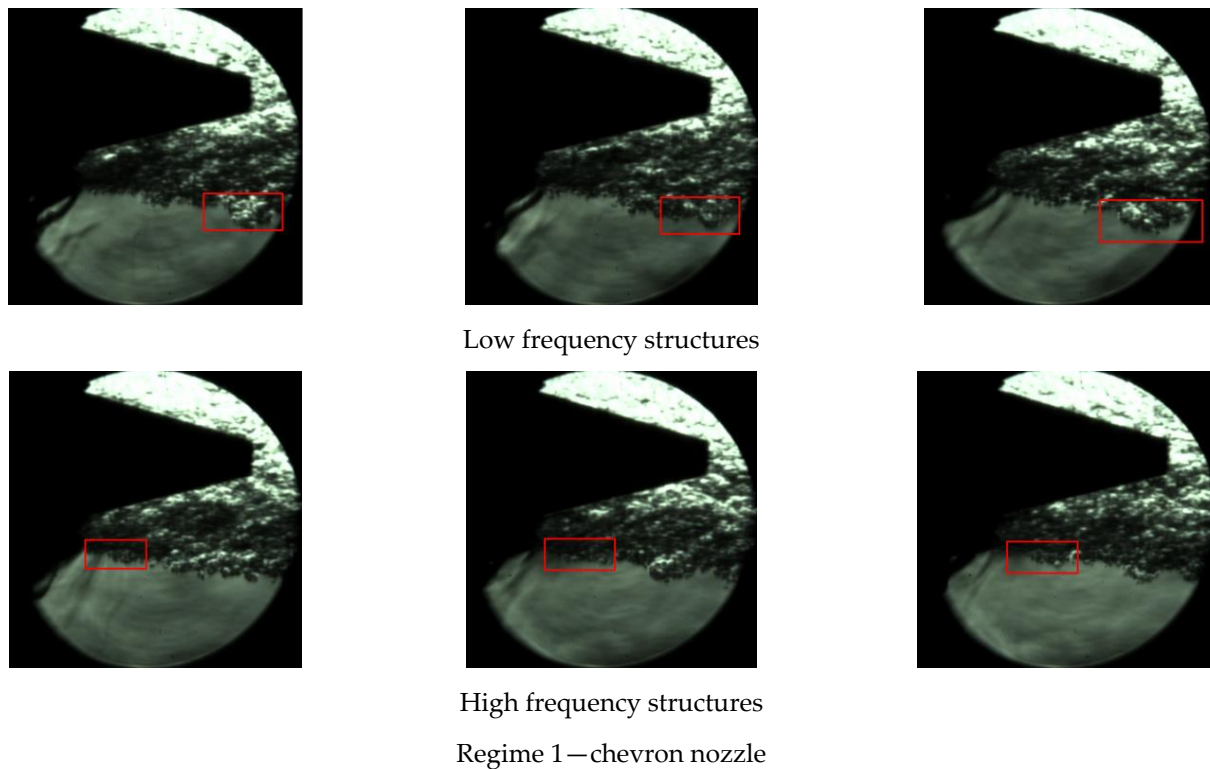 Low frequency structures
High frequency structures
Regime 1—chevron nozzle